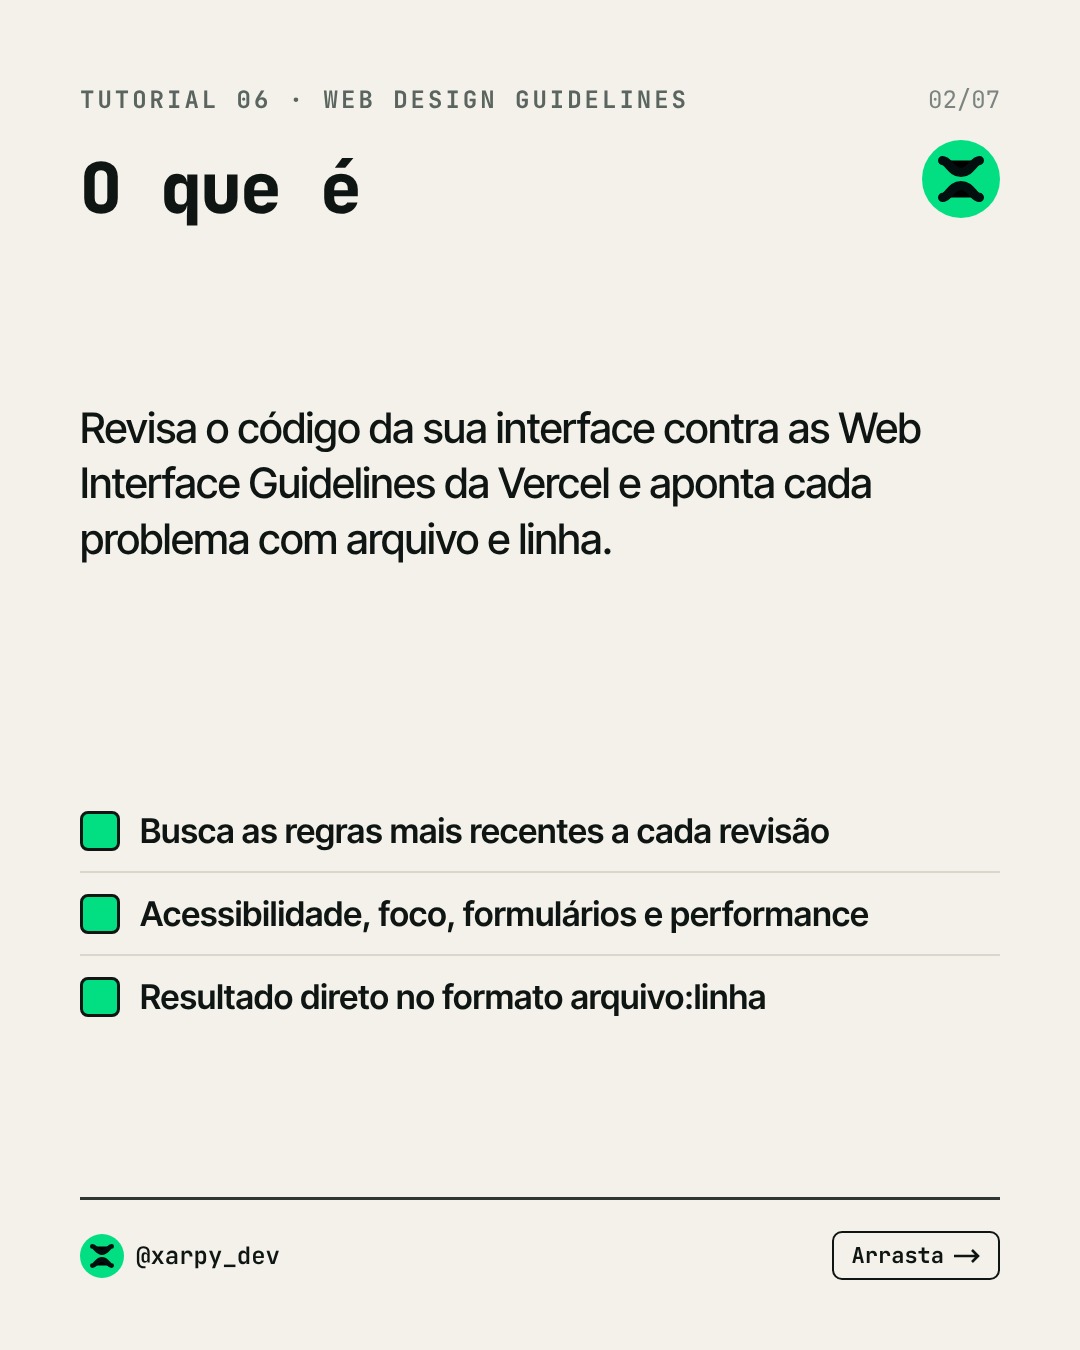 TUTORIAL 06 · WEB DESIGN GUIDELINES
02/07
O que é
Revisa o código da sua interface contra as Web
Interface Guidelines da Vercel e aponta cada
problema com arquivo e linha.
Busca as regras mais recentes a cada revisão
Acessibilidade, foco, formulários e performance
Resultado direto no formato arquivo:linha
@xarpy_dev
Arrasta →